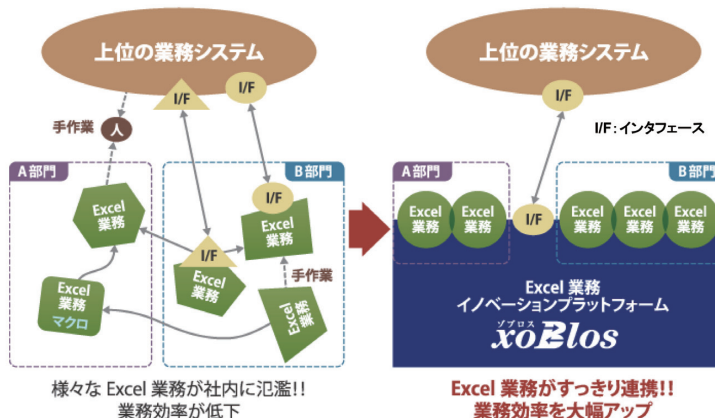 上位の業務システム
I/F
I/F
手作業
人
A部門
B部門
Excel
業務
I/F
Excel
業務
I/F
Excel
業務
手作業
Excel
業務
マクロ
Excel
業務
様々な Excel 業務が社内に氾濫!!
業務効率が低下
上位の業務システム
I/F
I/F:インタフェース
A部門
B部門
Excel
業務
Excel
業務
I/F
Excel
業務
Excel
業務
Excel
業務
Excel 業務
イノベーションプラットフォーム
ゾブロス
xoBlos
Excel 業務がすっきり連携!!
業務効率を大幅アップ